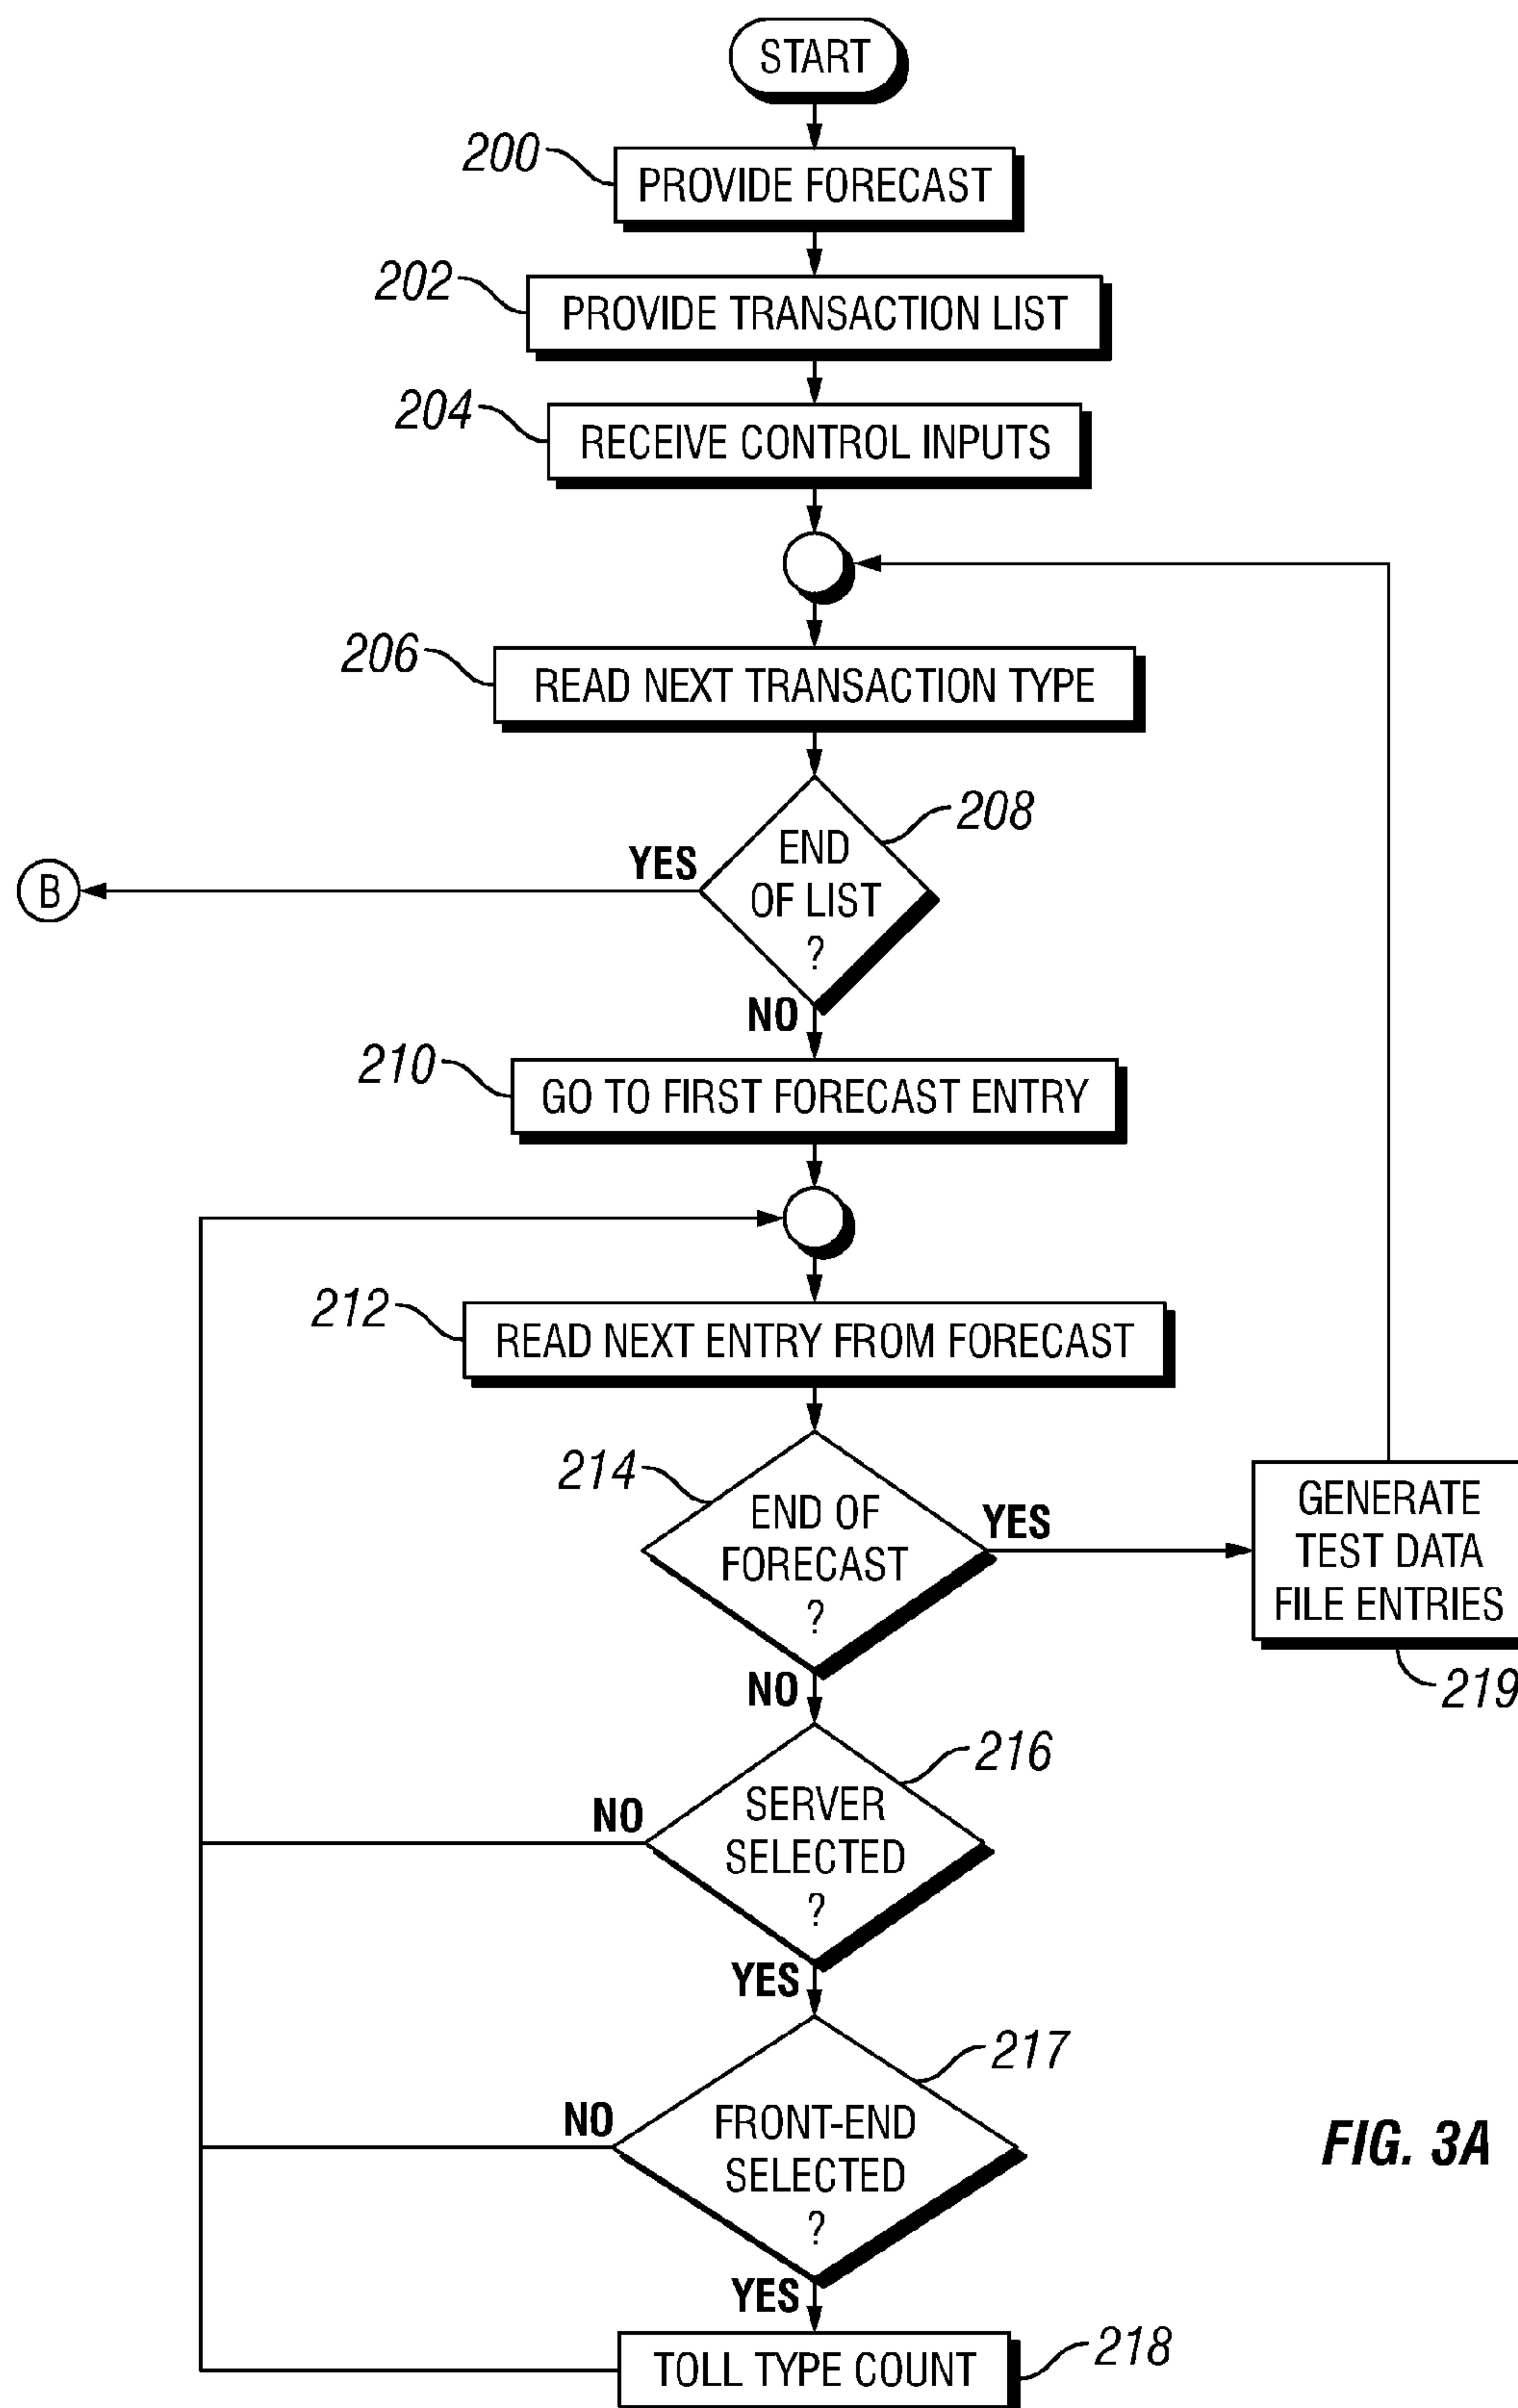 START
200
PROVIDE FORECAST
202
PROVIDE TRANSACTION LIST
204
RECEIVE CONTROL INPUTS
206
READ NEXT TRANSACTION TYPE
208
END
OF LIST
?
YES
B
NO
210
GO TO FIRST FORECAST ENTRY
212
READ NEXT ENTRY FROM FORECAST
214
END OF
FORECAST
?
YES
GENERATE
TEST DATA
FILE ENTRIES
219
NO
216
SERVER
SELECTED
?
NO
YES
217
FRONT-END
SELECTED
?
NO
YES
TOLL TYPE COUNT
218
FIG. 3A